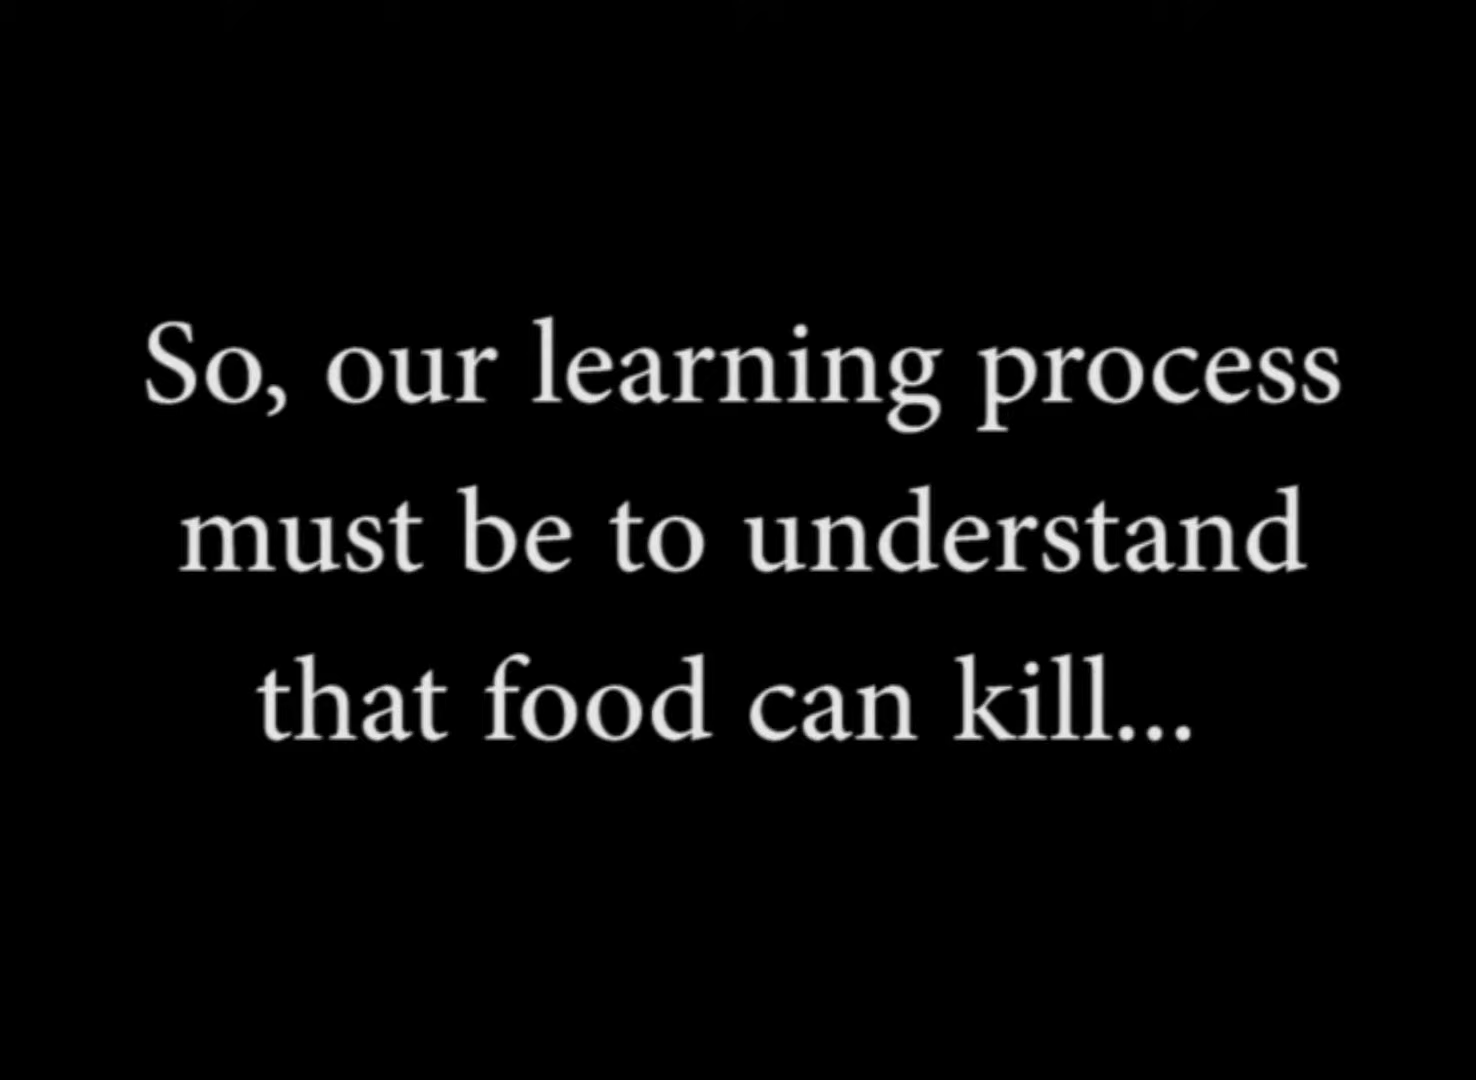 So, our learning process
must be to understand
that food can kill...